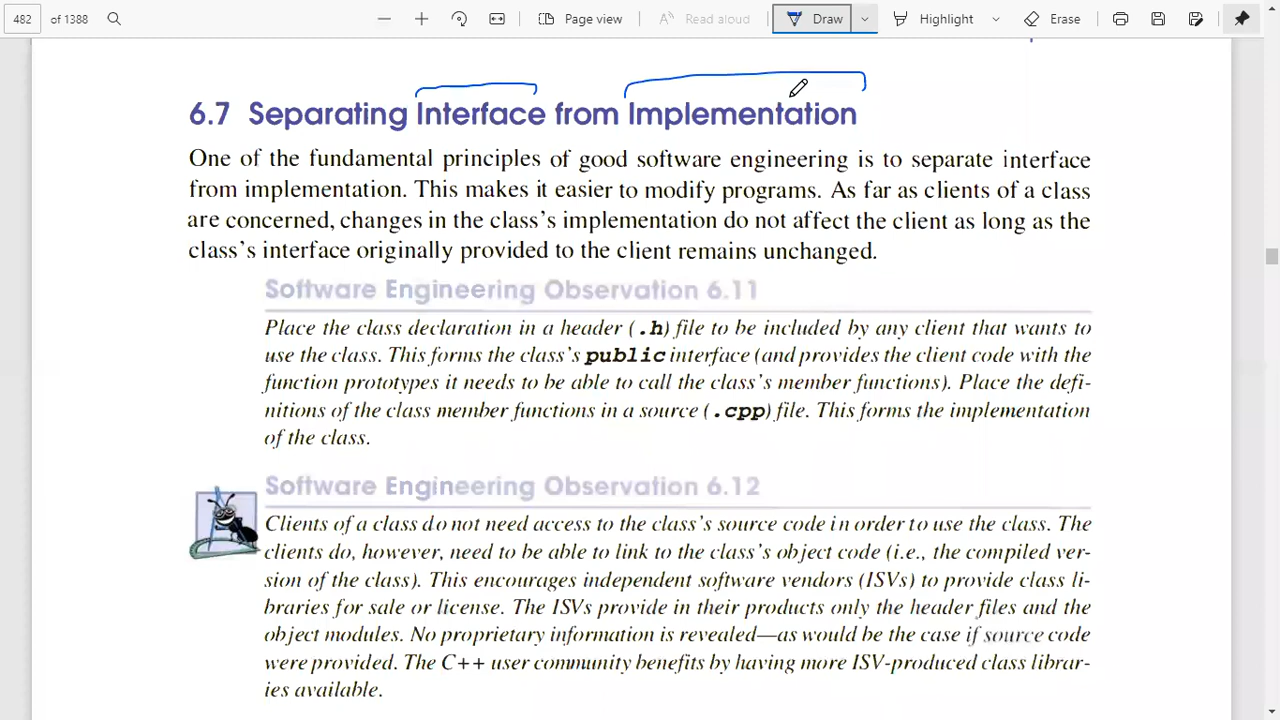 482 of 1388 Page view Read aloud Draw Highlight Erase
6.7 Separating Interface from Implementation
One of the fundamental principles of good software engineering is to separate interface
from implementation. This makes it easier to modify programs. As far as clients of a class
are concerned, changes in the class's implementation do not affect the client as long as the
class's interface originally provided to the client remains unchanged.
Software Engineering Observation 6.11
Place the class declaration in a header (.h) file to be included by any client that wants to
use the class. This forms the class's public interface (and provides the client code with the
function prototypes it needs to be able to call the class's member functions). Place the defi-
nitions of the class member functions in a source (.cpp) file. This forms the implementation
of the class.
Software Engineering Observation 6.12
Clients of a class do not need access to the class's source code in order to use the class. The
clients do, however, need to be able to link to the class's object code (i.e., the compiled ver-
sion of the class). This encourages independent software vendors (ISVs) to provide class li-
braries for sale or license. The ISVs provide in their products only the header files and the
object modules. No proprietary information is revealed—as would be the case if source code
were provided. The C++ user community benefits by having more ISV-produced class librar-
ies available.